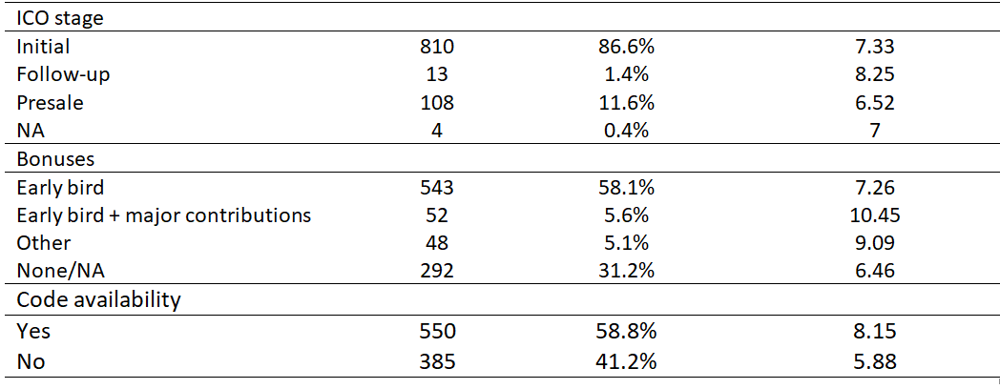 ICO stage
Initial 810 86.6% 7.33
Follow-up 13 1.4% 8.25
Presale 108 11.6% 6.52
NA 4 0.4% 7
Bonuses
Early bird 543 58.1% 7.26
Early bird + major contributions 52 5.6% 10.45
Other 48 5.1% 9.09
None/NA 292 31.2% 6.46
Code availability
Yes 550 58.8% 8.15
No 385 41.2% 5.88